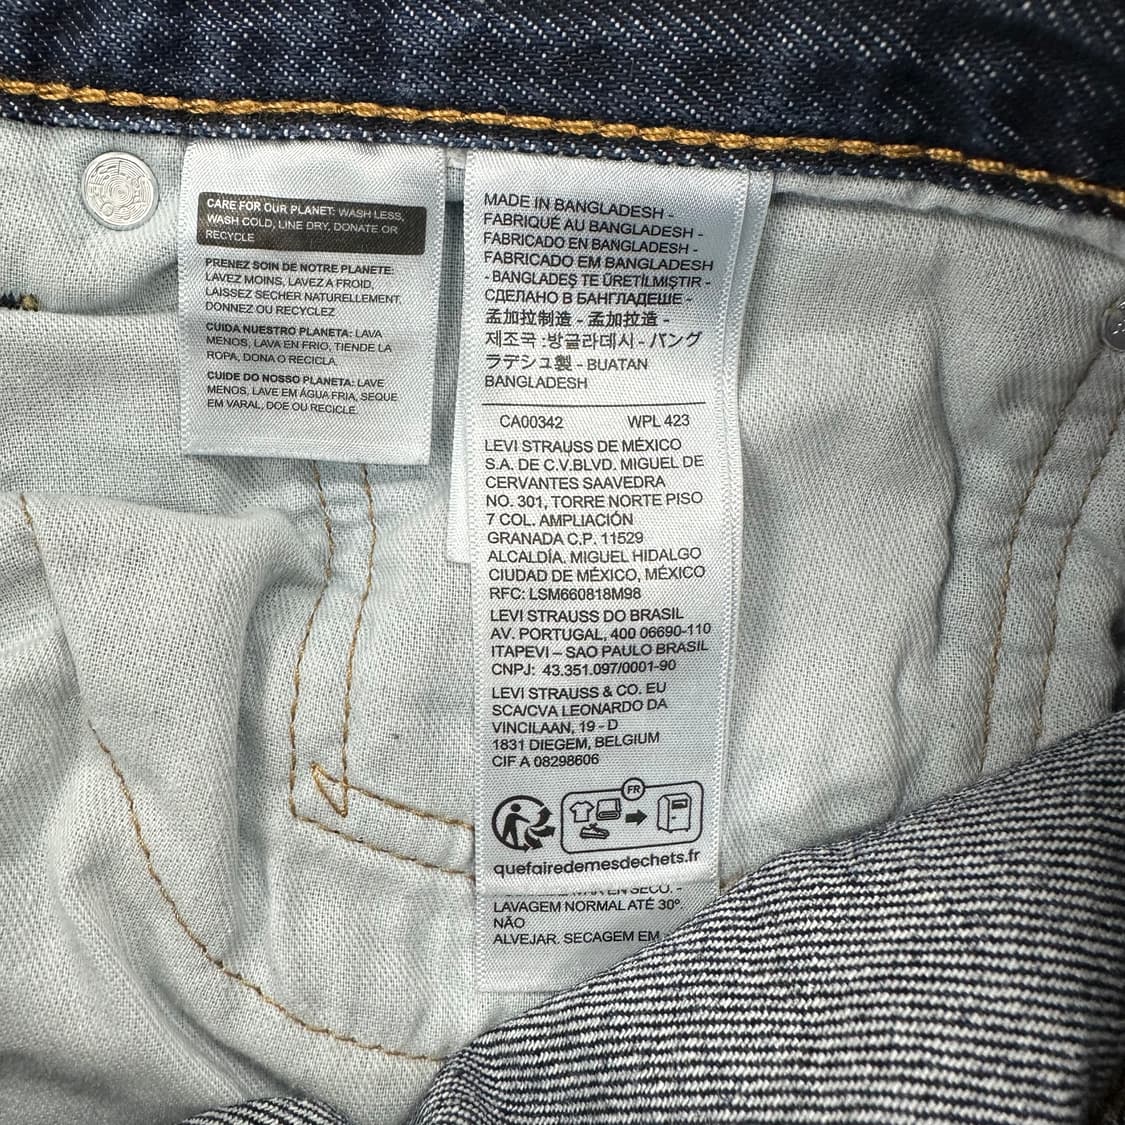 CARE FOR OUR PLANET: WASH LESS,
WASH COLD, LINE DRY, DONATE OR
RECYCLE
PRENEZ SOIN DE NOTRE PLANETE:
LAVEZ MOINS, LAVEZ A FROID.
LAISSEZ SECHER NATURELLEMENT,
DONNEZ OU RECYCLEZ
CUIDA NUESTRO PLANETA: LAVA
MENOS, LAVA EN FRIO, TIENDE LA
ROPA, DONA O RECICLA.
CUIDE DO NOSSO PLANETA: LAVE
MENOS, LAVE EM ÁGUA FRIA, SEQUE
EM VARAL, DOE OU RECICLE.
MADE IN BANGLADESH -
FABRIQUÉ AU BANGLADESH -
FABRICADO EN BANGLADESH -
FABRICADO EM BANGLADESH
- BANGLADEŞ TE ÜRETİLMIŞTIR -
СДЕЛАНО В БАНГЛАДЕШЕ -
孟加拉制造 - 孟加拉造 -
제조국 :방글라데시 - バング
ラデシュ製 - BUATAN
BANGLADESH
CA00342 WPL 423
LEVI STRAUSS DE MÉXICO
S.A. DE C.V.BLVD. MIGUEL DE
CERVANTES SAAVEDRA
NO. 301, TORRE NORTE PISO
7 COL. AMPLIACIÓN
GRANADA C.P. 11529
ALCALDÍA. MIGUEL HIDALGO
CIUDAD DE MÉXICO, MÉXICO
RFC: LSM660818M98
LEVI STRAUSS DO BRASIL
AV. PORTUGAL, 400 06690-110
ITAPEVI – SAO PAULO BRASIL
CNPJ: 43.351.097/0001-90
LEVI STRAUSS & CO. EU
SCA/CVA LEONARDO DA
VINCILAAN, 19 - D
1831 DIEGEM, BELGIUM
CIF A 08298606
FR
quefairedemesdechets.fr
EN SECO. -
LAVAGEM NORMAL ATÉ 30º.
NÃO
ALVEJAR. SECAGEM EM